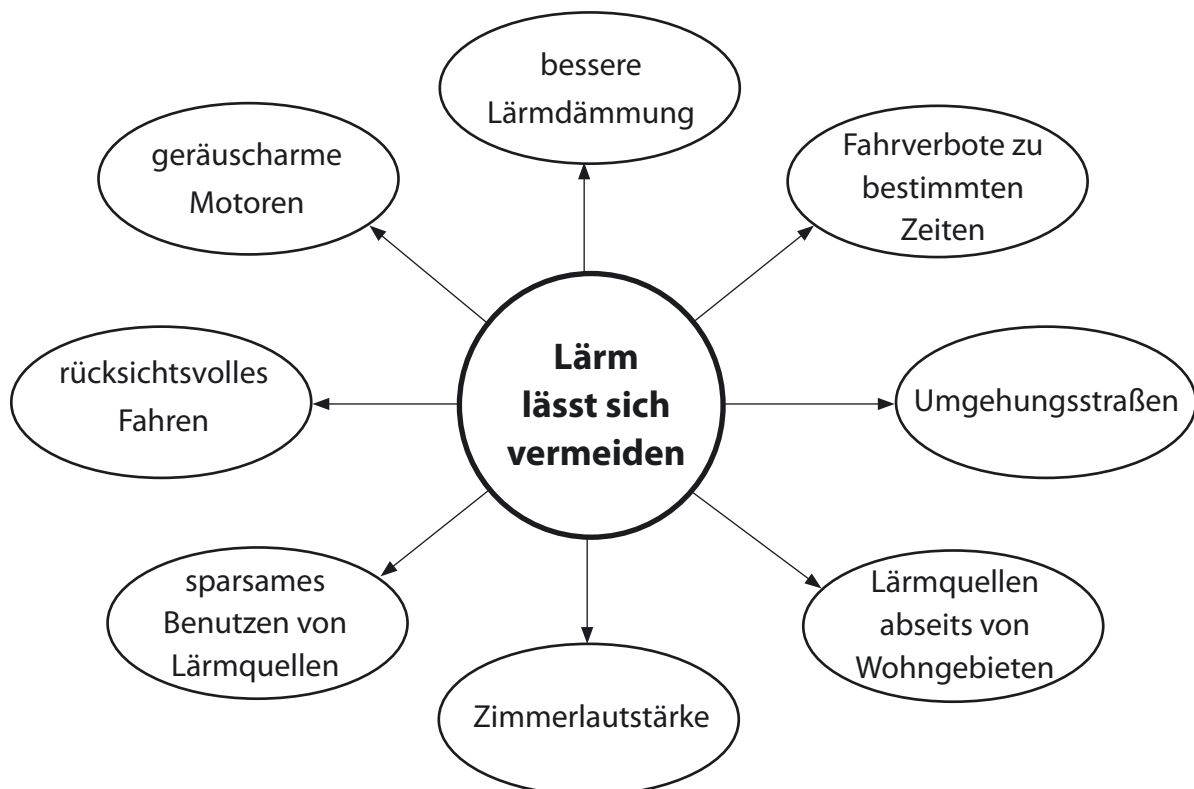 bessere
Lärmdämmung
geräuscharme
Motoren
Fahrverbote zu
bestimmten
Zeiten
rücksichtsvolles
Fahren
Lärm
lässt sich
vermeiden
Umgehungsstraßen
sparsames
Benutzen von
Lärmquellen
Zimmerlautstärke
Lärmquellen
abseits von
Wohngebieten